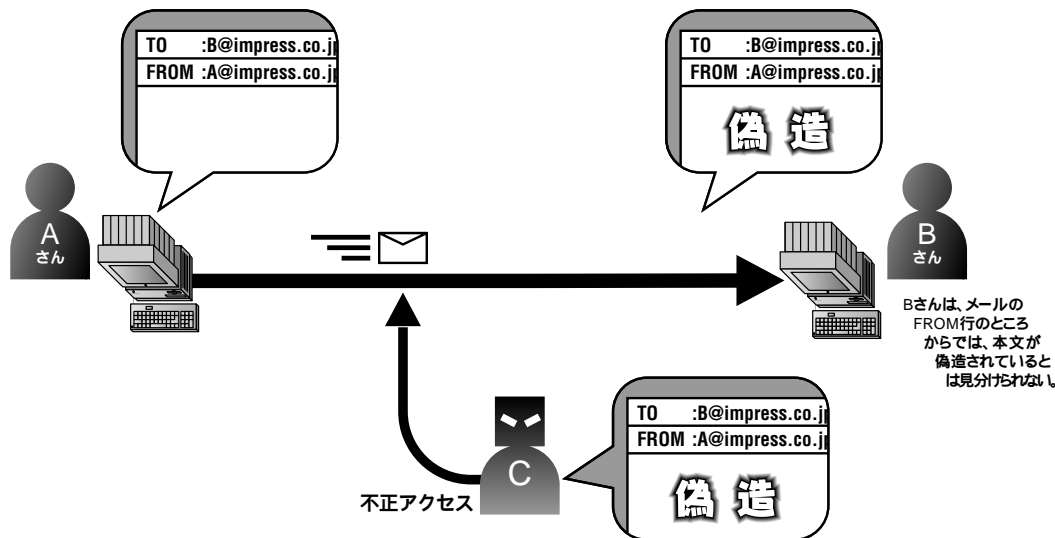 TO :B@impress.co.jp
FROM :A@impress.co.jp
TO :B@impress.co.jp
FROM :A@impress.co.jp
偽造
A
さん
B
さん
Bさんは、メールの
FROM行のところ
からでは、本文が
偽造されていると
は見分けられない。
TO :B@impress.co.jp
FROM :A@impress.co.jp
偽造
C
不正アクセス